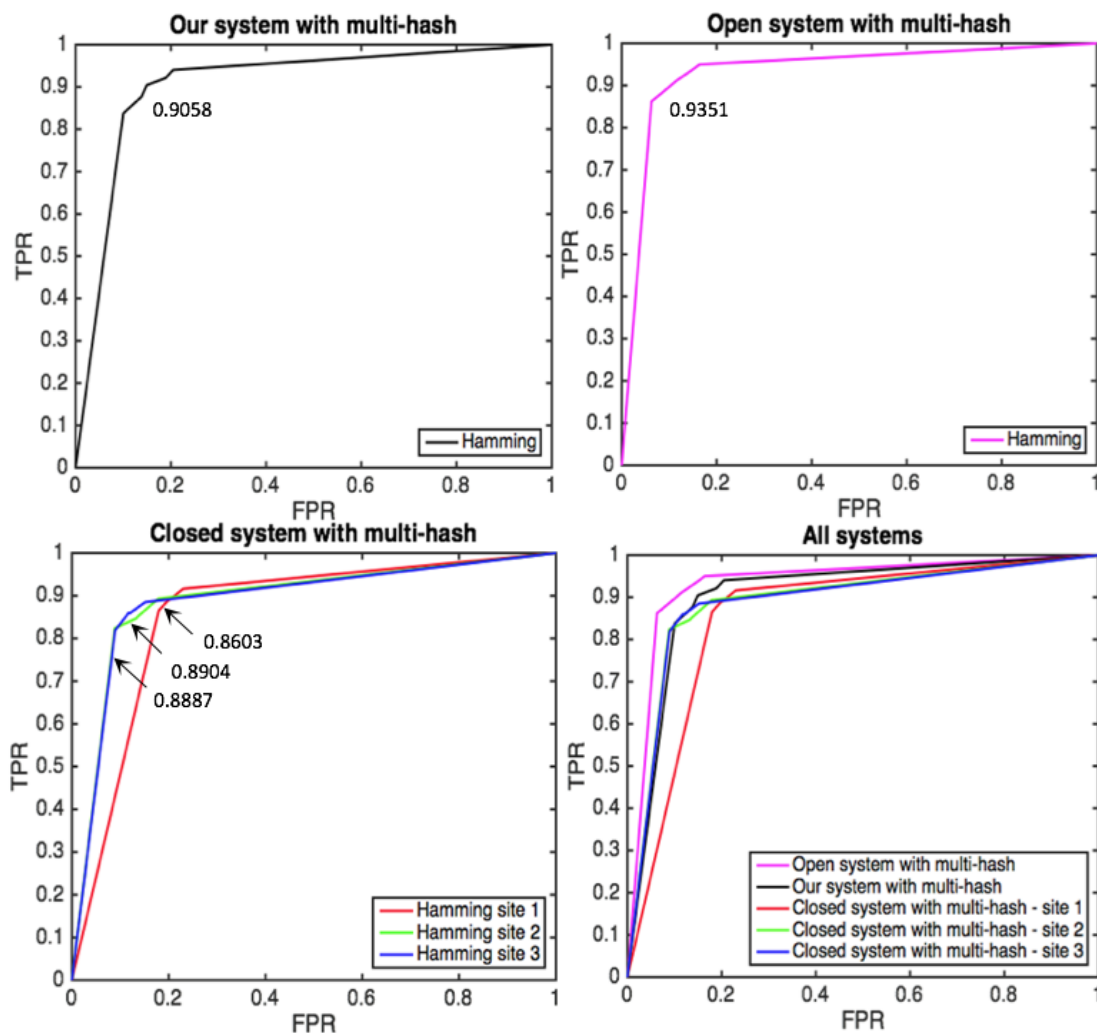 Our system with multi-hash
1
0.9
0.8
0.7
0.6
0.5
0.4
0.3
0.2
0.1
0
TPR
0.9058
Hamming
0 0.2 0.4 0.6 0.8 1
FPR
Open system with multi-hash
1
0.9
0.8
0.7
0.6
0.5
0.4
0.3
0.2
0.1
0
TPR
0.9351
Hamming
0 0.2 0.4 0.6 0.8 1
FPR
Closed system with multi-hash
1
0.9
0.8
0.7
0.6
0.5
0.4
0.3
0.2
0.1
0
TPR
0.8603
0.8904
0.8887
Hamming site 1
Hamming site 2
Hamming site 3
0 0.2 0.4 0.6 0.8 1
FPR
All systems
1
0.9
0.8
0.7
0.6
0.5
0.4
0.3
0.2
0.1
0
TPR
Open system with multi-hash
Our system with multi-hash
Closed system with multi-hash - site 1
Closed system with multi-hash - site 2
Closed system with multi-hash - site 3
0 0.2 0.4 0.6 0.8 1
FPR